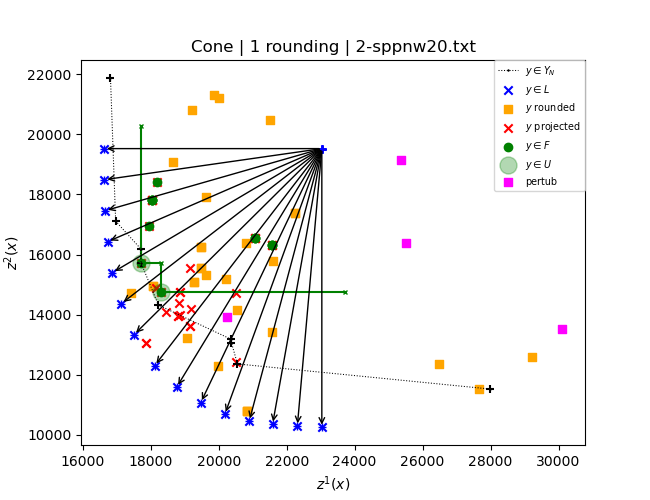 Cone | 1 rounding | 2-sppnw20.txt
22000
20000
18000
16000
14000
12000
10000
z²(x)
y ∈ Y_N
y ∈ L
y rounded
y projected
y ∈ F
y ∈ U
pertub
16000 18000 20000 22000 24000 26000 28000 30000
z¹(x)